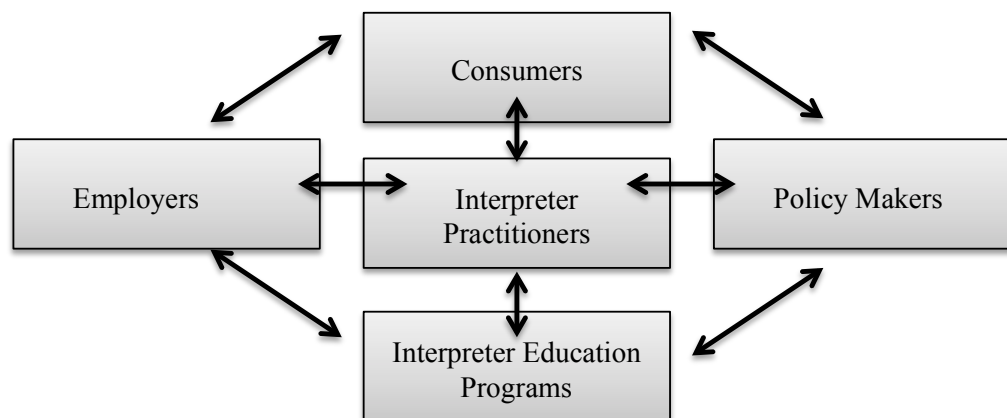 Consumers
Employers
Interpreter
Practitioners
Policy Makers
Interpreter Education
Programs